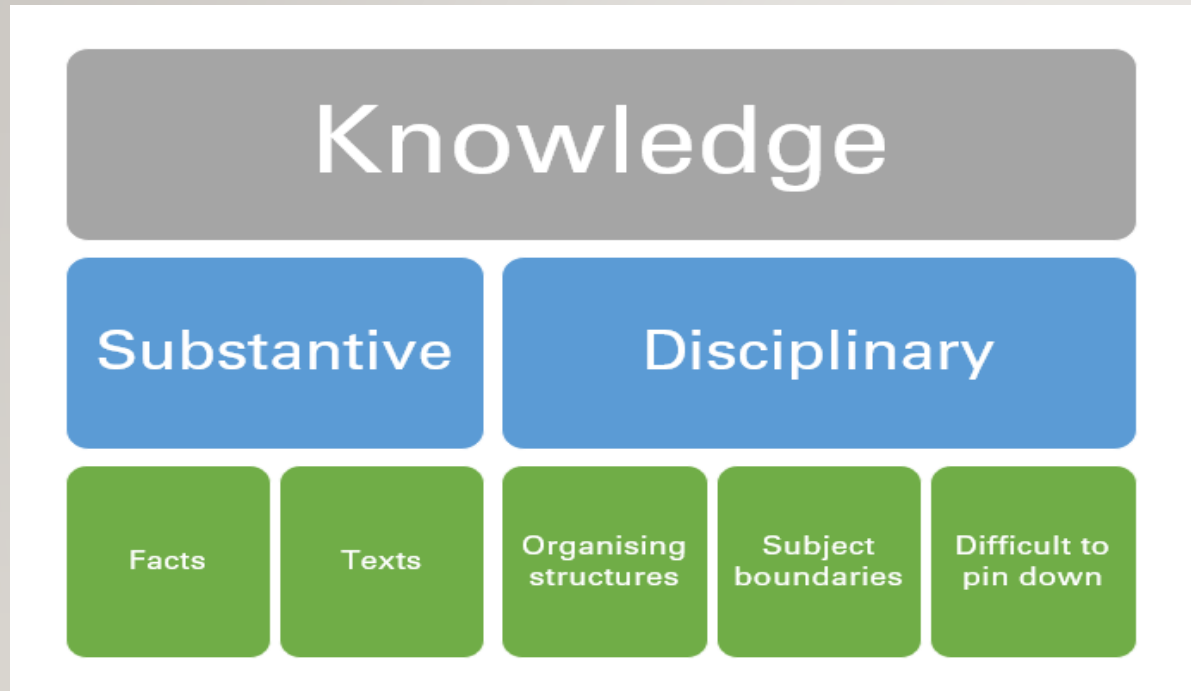 Knowledge
Substantive
Disciplinary
Facts
Texts
Organising
structures
Subject
boundaries
Difficult to
pin down